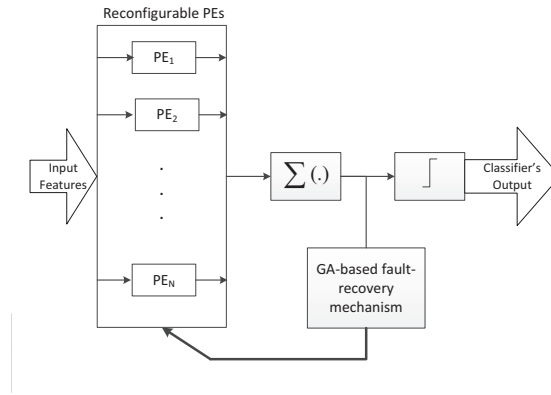 Reconfigurable PEs
PE₁
PE₂
.
.
.
PEN
Input
Features
∑(.)
Classifier's
Output
GA-based fault-
recovery
mechanism